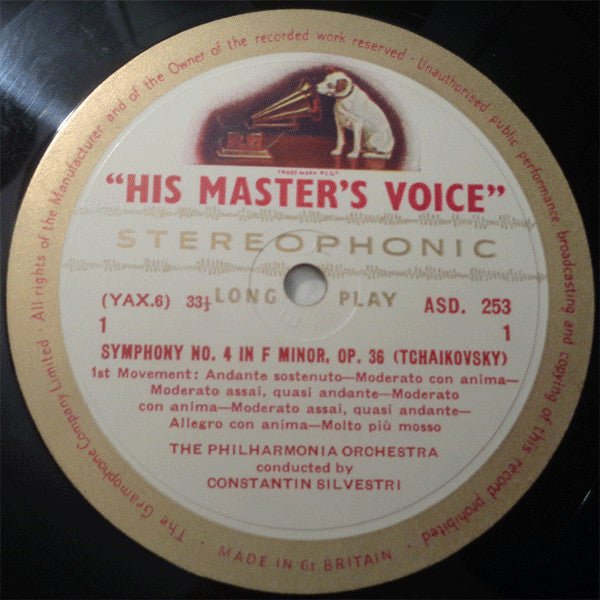 The Gramophone Company Limited · All rights of the Manufacturer and of the Owner of the recorded work reserved · Unauthorised public performance broadcasting and copying of this record prohibited ·
TRADE MARK REGD
"HIS MASTER'S VOICE"
STEREOPHONIC
(YAX.6) 33⅓ LONG PLAY ASD. 253
1 1
SYMPHONY NO. 4 IN F MINOR, OP. 36 (TCHAIKOVSKY)
1st Movement: Andante sostenuto—Moderato con anima—
Moderato assai, quasi andante—Moderato
con anima—Moderato assai, quasi andante—
Allegro con anima—Molto più mosso
THE PHILHARMONIA ORCHESTRA
conducted by
CONSTANTIN SILVESTRI
MADE IN Gt BRITAIN